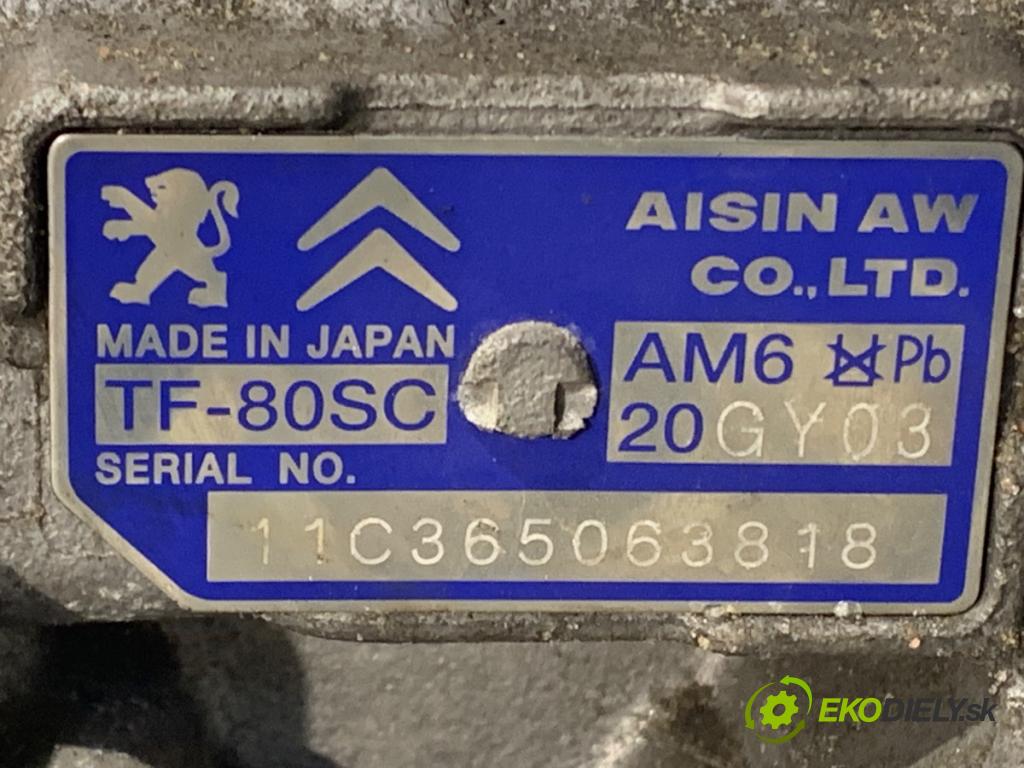 AISIN AW
CO., LTD.
MADE IN JAPAN
TF-80SC
AM6 Pb
20GY03
SERIAL NO.
11C365063818
EKODIELY.sk